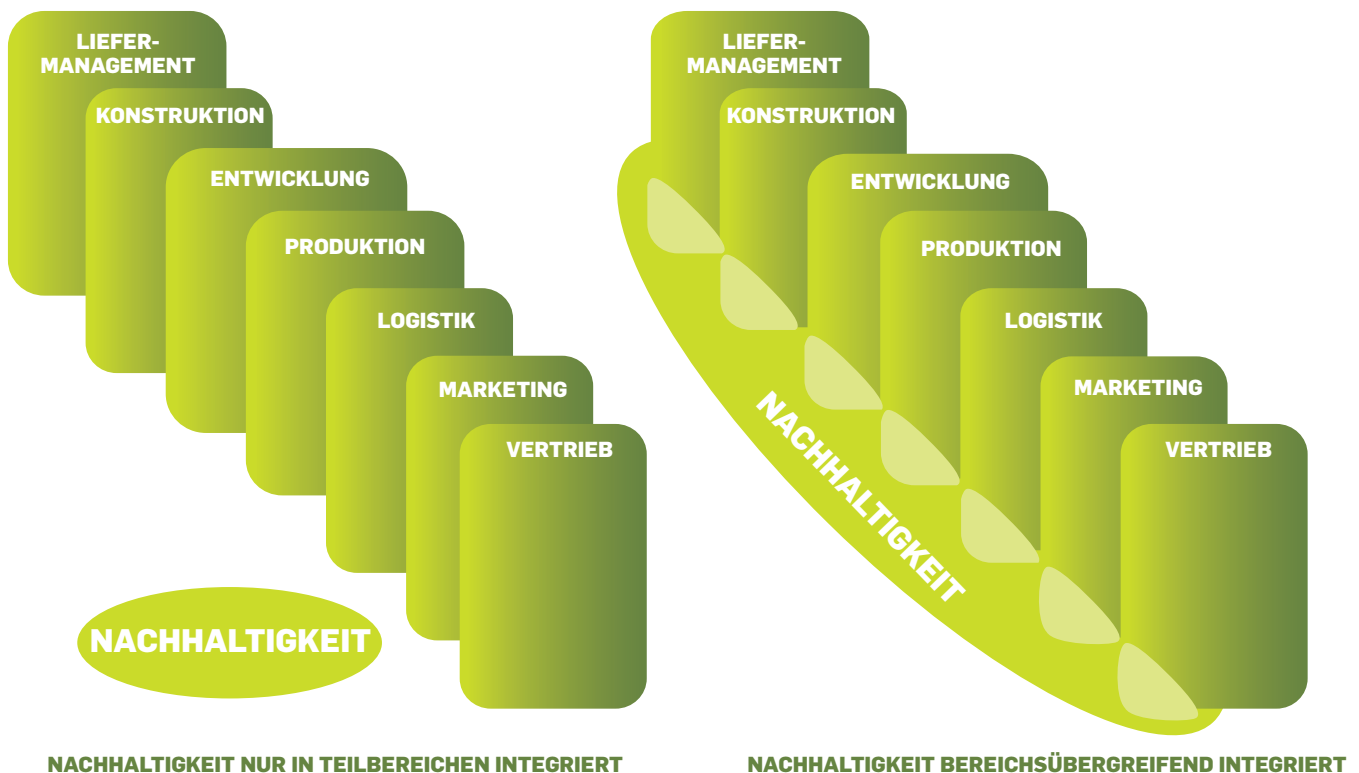 LIEFER-
MANAGEMENT
KONSTRUKTION
ENTWICKLUNG
PRODUKTION
LOGISTIK
MARKETING
VERTRIEB
NACHHALTIGKEIT
NACHHALTIGKEIT NUR IN TEILBEREICHEN INTEGRIERT
LIEFER-
MANAGEMENT
KONSTRUKTION
ENTWICKLUNG
PRODUKTION
LOGISTIK
MARKETING
VERTRIEB
NACHHALTIGKEIT
NACHHALTIGKEIT BEREICHSÜBERGREIFEND INTEGRIERT